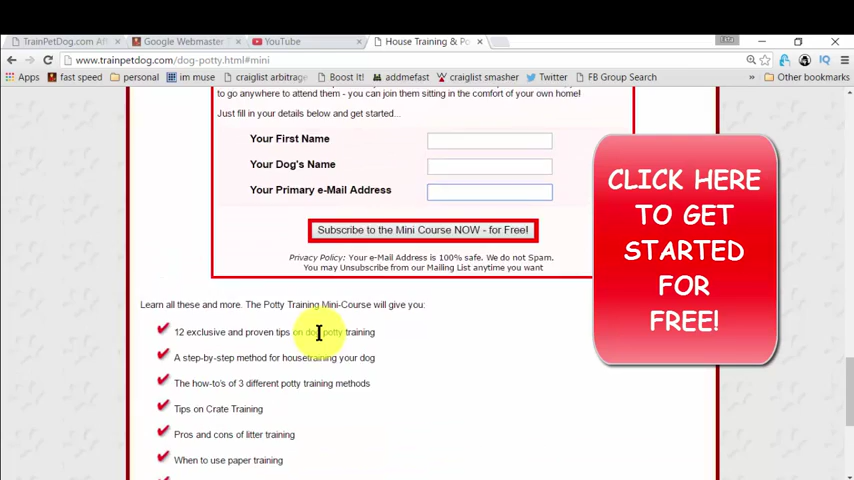 TrainPetDog.com Aff
Google Webmaster
YouTube
House Training & Po
www.trainpetdog.com/dog-potty.html#mini
Apps
fast speed
personal
im muse
craiglist arbitrage
Boost It!
addmefast
craiglist smasher
Twitter
FB Group Search
Other bookmarks
to go anywhere to attend them - you can join them sitting in the comfort of your own home!
Just fill in your details below and get started...
Your First Name
Your Dog's Name
Your Primary e-Mail Address
Subscribe to the Mini Course NOW - for Free!
Privacy Policy: Your e-Mail Address is 100% safe. We do not Spam.
You may Unsubscribe from our Mailing List anytime you want
CLICK HERE
TO GET
STARTED
FOR
FREE!
Learn all these and more. The Potty Training Mini-Course will give you:
12 exclusive and proven tips on dog potty training
A step-by-step method for housetraining your dog
The how-to's of 3 different potty training methods
Tips on Crate Training
Pros and cons of litter training
When to use paper training